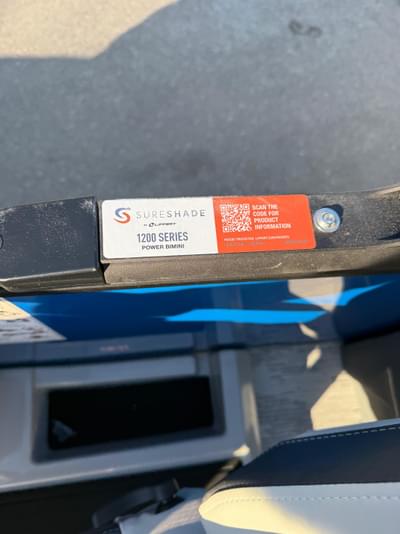 SURESHADE
BY LIPPERT
1200 SERIES
POWER BIMINI
SCAN THE
CODE FOR
PRODUCT
INFORMATION